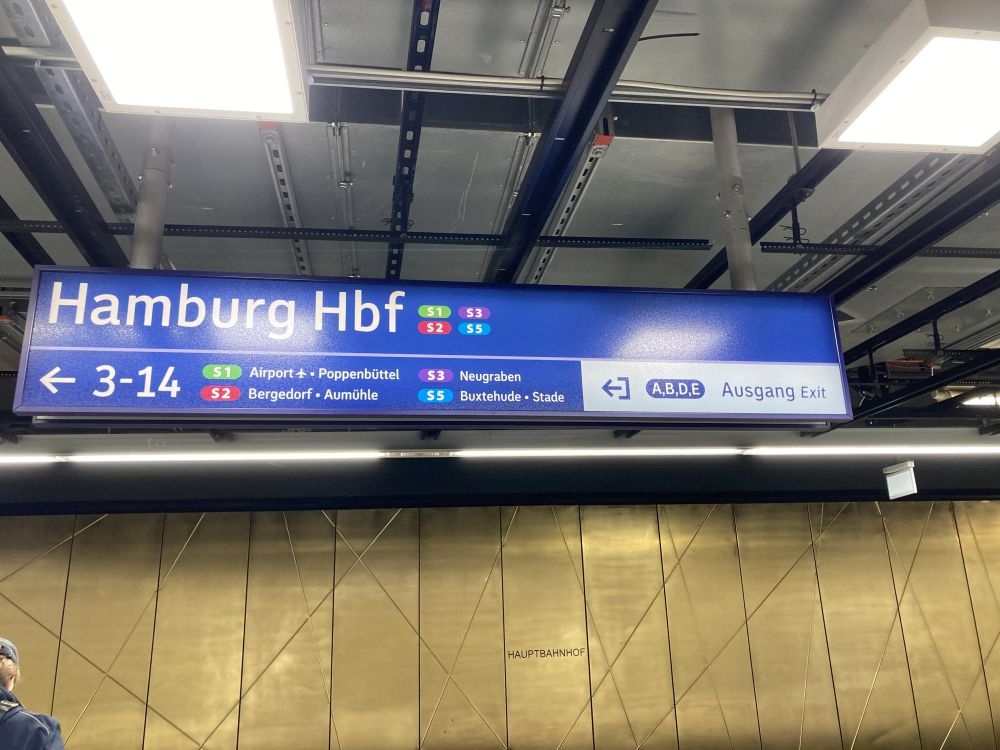 Hamburg Hbf S1 S3
S2 S5
← 3-14 S1 Airport ✈ • Poppenbüttel S3 Neugraben
S2 Bergedorf • Aumühle S5 Buxtehude • Stade
A,B,D,E Ausgang Exit
HAUPTBAHNHOF